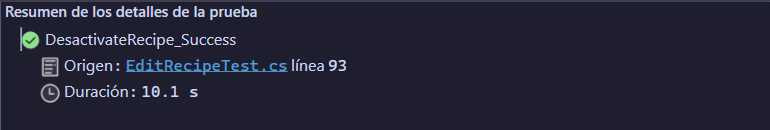 Resumen de los detalles de la prueba
DesactivateRecipe_Success
Origen: EditRecipeTest.cs línea 93
Duración: 10.1 s